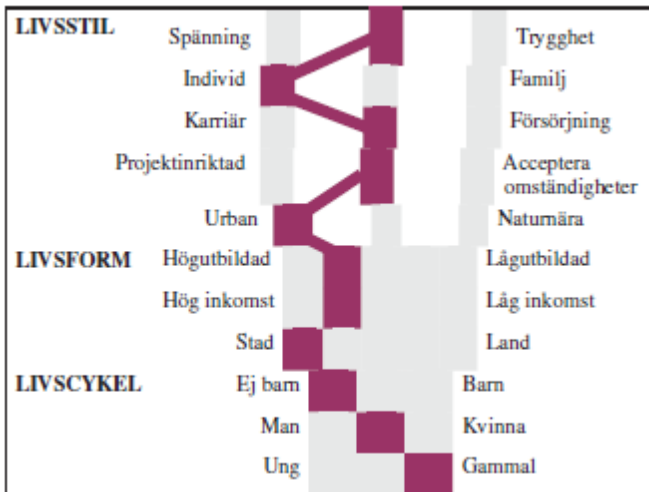 LIVSSTIL
Spänning Trygghet
Individ Familj
Karriär Försörjning
Projektinriktad Acceptera
omständigheter
Urban Naturnära
LIVSFORM Högutbildad Lågutbildad
Hög inkomst Låg inkomst
Stad Land
LIVSCYKEL Ej barn Barn
Man Kvinna
Ung Gammal